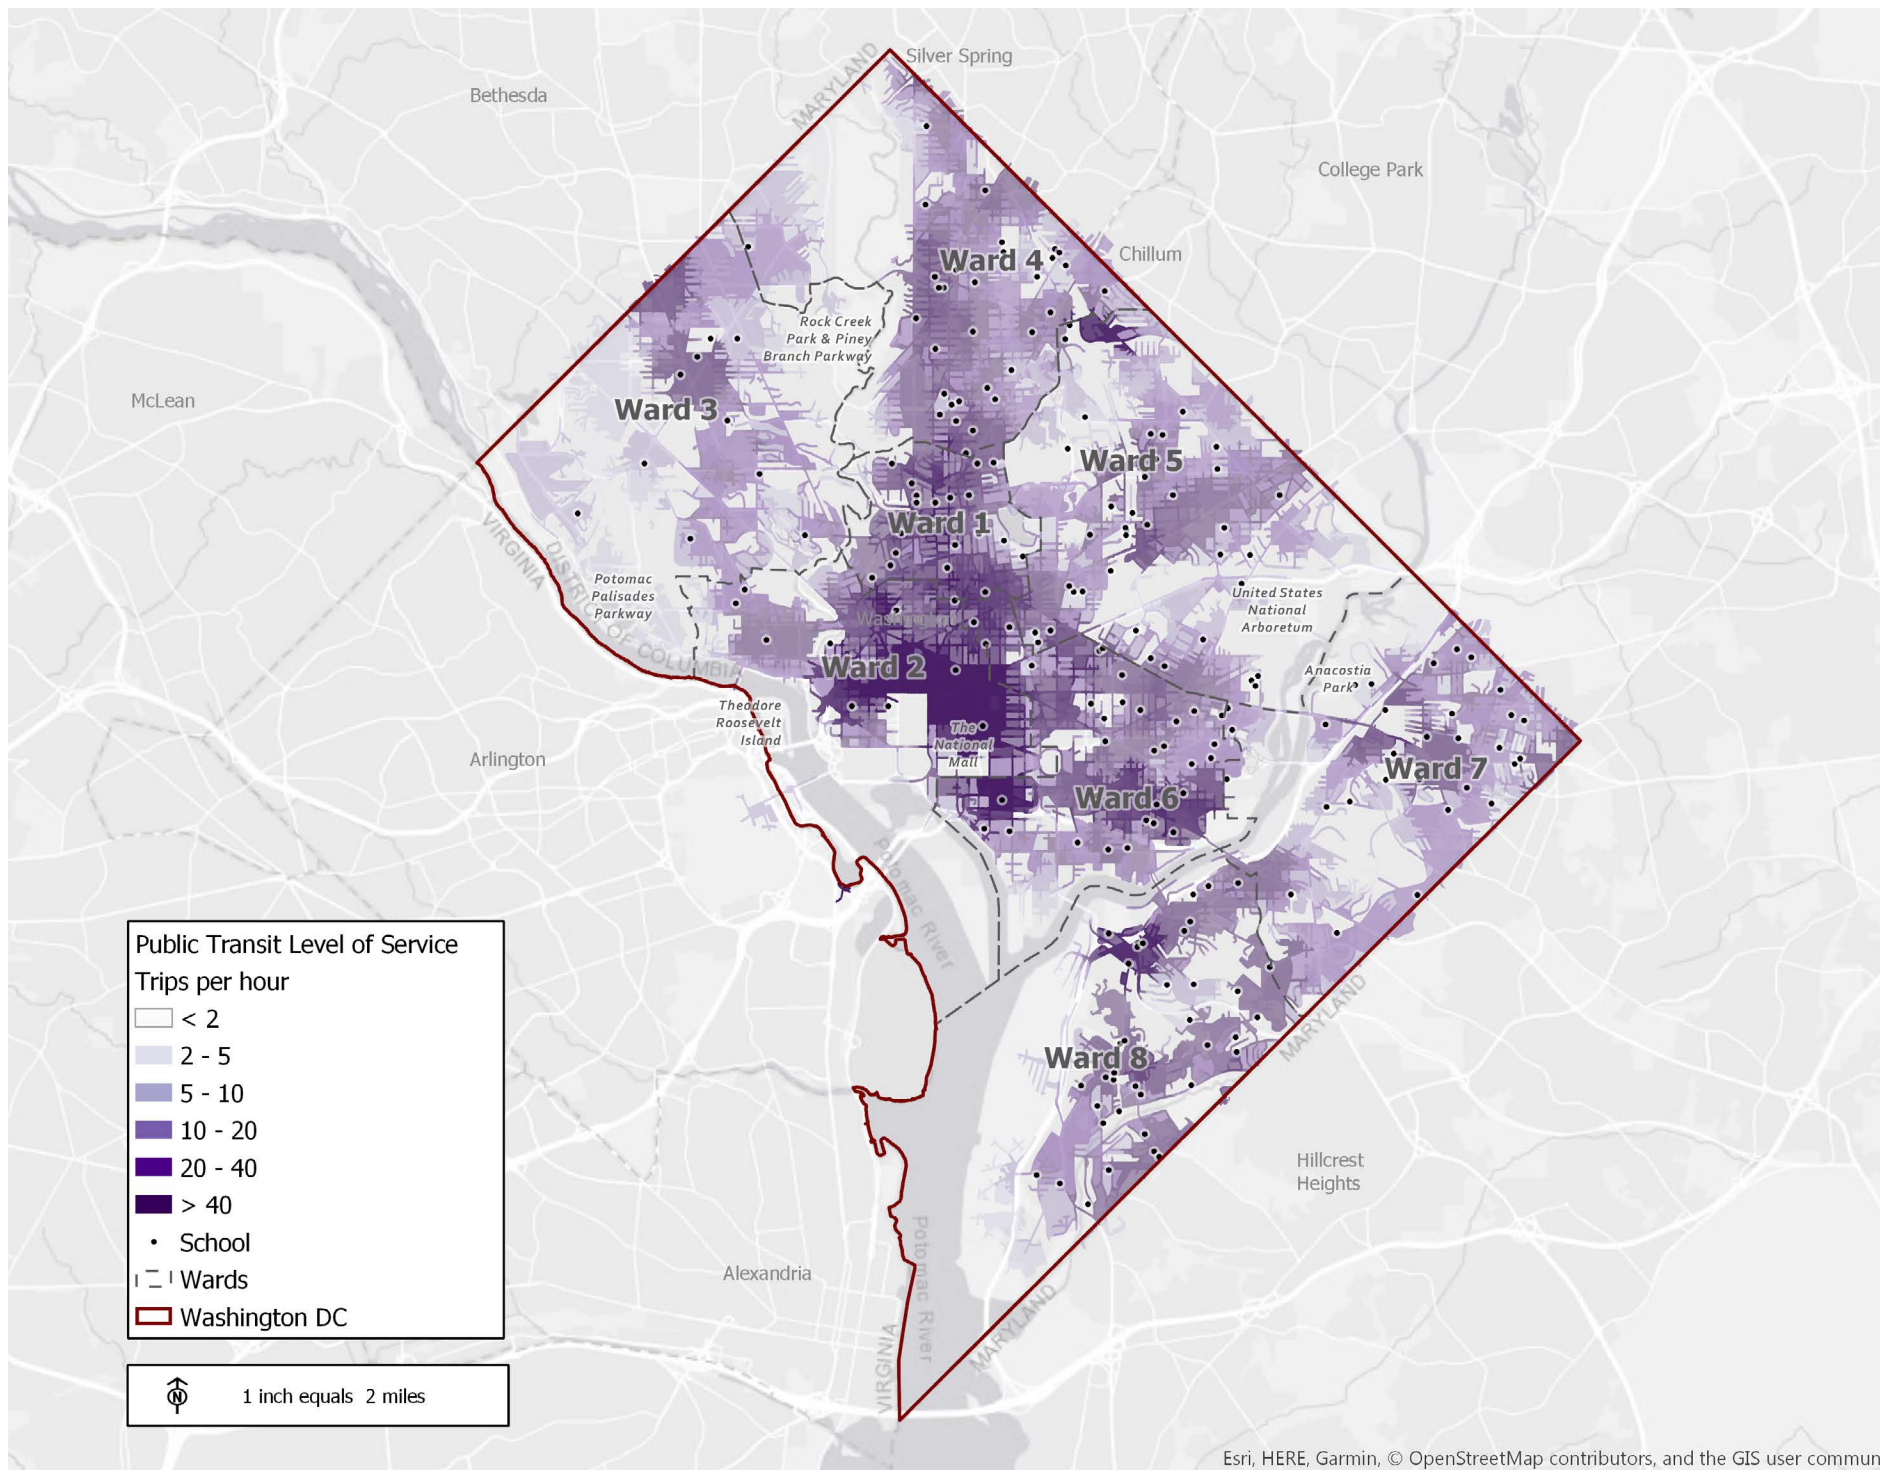 Silver Spring
MARYLAND
Bethesda
College Park
Ward 4
Chillum
Rock Creek
Park & Piney
Branch Parkway
McLean
Ward 3
Ward 5
Ward 1
VIRGINIA
DISTRICT OF COLUMBIA
Potomac
Palisades
Parkway
United States
National
Arboretum
Washington
Ward 2
Anacostia
Park
Theodore
Roosevelt
Island
The
National
Mall
Arlington
Ward 7
Ward 6
Potomac River
Public Transit Level of Service
Trips per hour
< 2
2 - 5
5 - 10
10 - 20
20 - 40
> 40
School
Wards
Washington DC
MARYLAND
Ward 8
Hillcrest
Heights
Alexandria
Potomac River
VIRGINIA
MARYLAND
N
1 inch equals 2 miles
Esri, HERE, Garmin, © OpenStreetMap contributors, and the GIS user commun